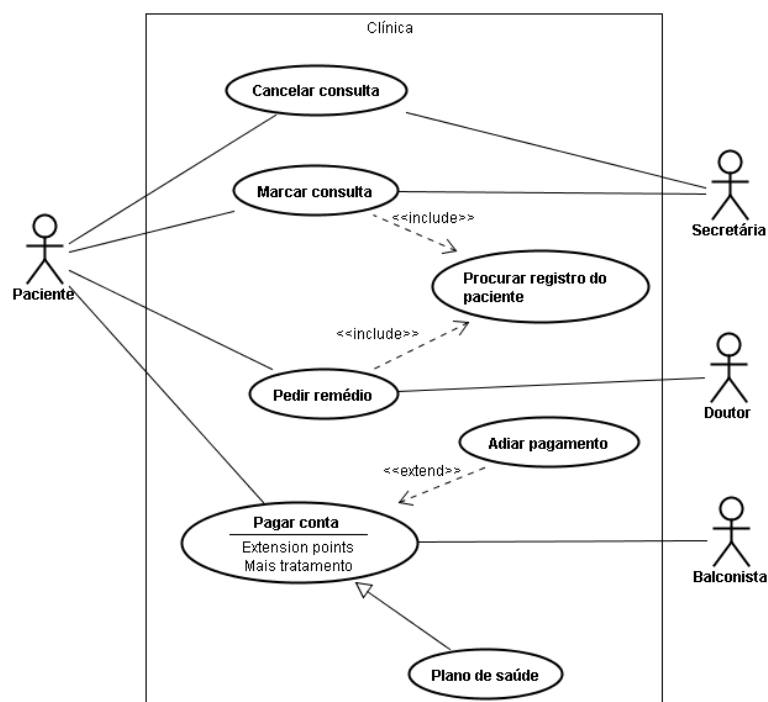 Clínica
Cancelar consulta
Marcar consulta
<<include>>
Secretária
Paciente
Procurar registro do
paciente
<<include>>
Pedir remédio
Doutor
Adiar pagamento
<<extend>>
Pagar conta
Extension points
Mais tratamento
Balconista
Plano de saúde